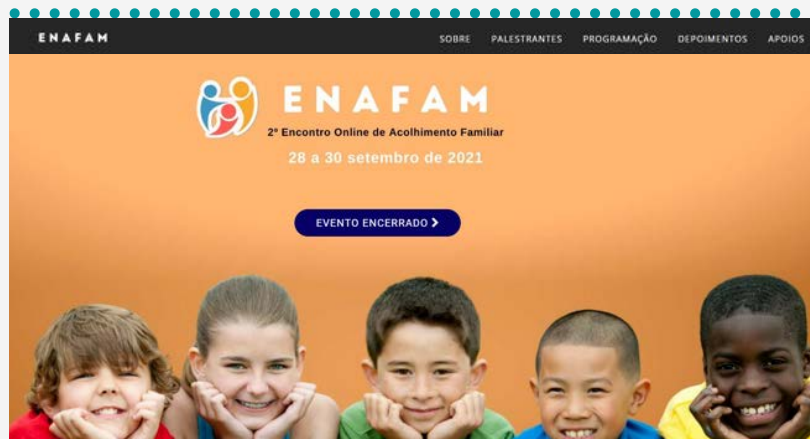 ENAFAM
SOBRE PALESTRANTES PROGRAMAÇÃO DEPOIMENTOS APOIOS
ENAFAM
2º Encontro Online de Acolhimento Familiar
28 a 30 setembro de 2021
EVENTO ENCERRADO